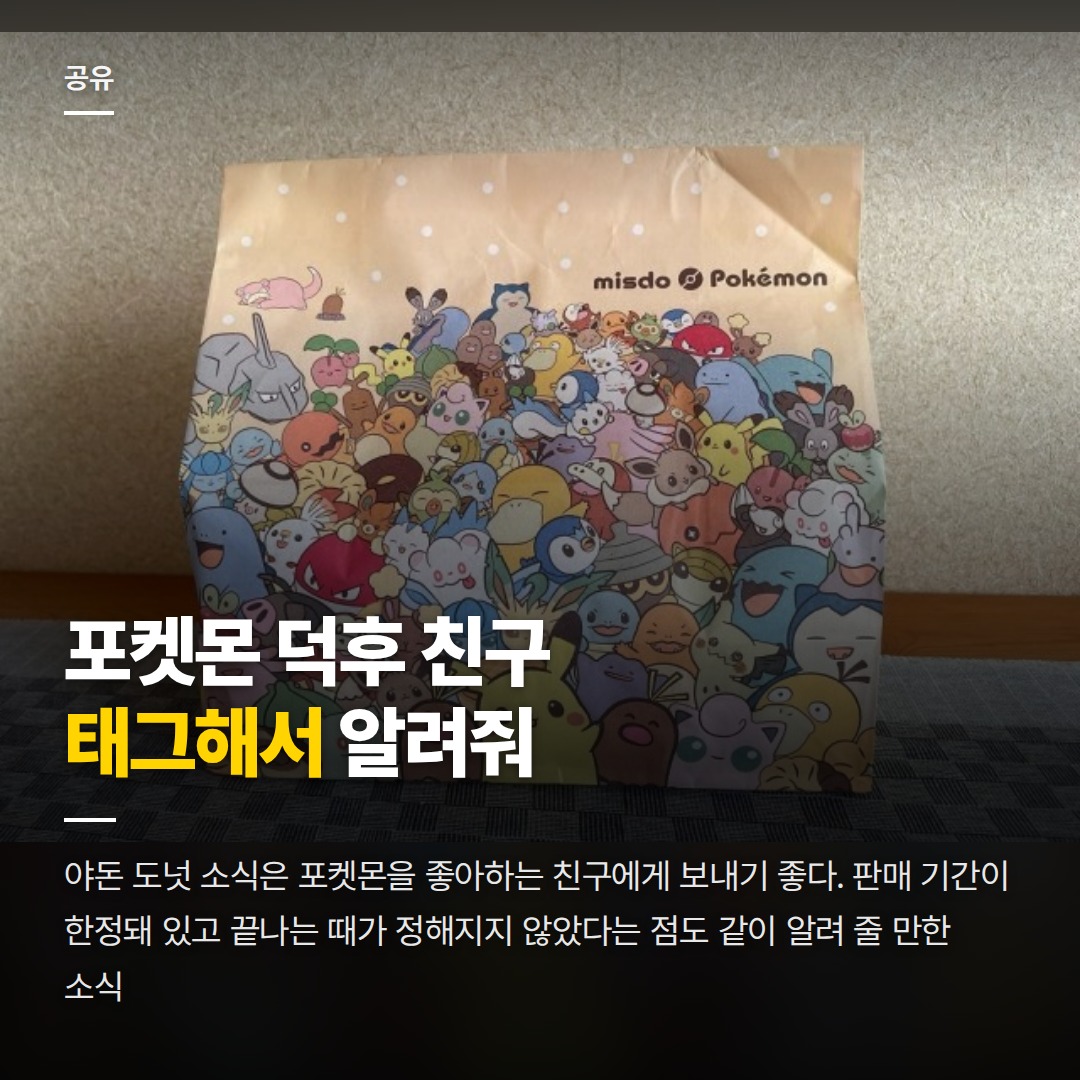 공유
misdo Pokémon
포켓몬 덕후 친구
태그해서 알려줘
야돈 도넛 소식은 포켓몬을 좋아하는 친구에게 보내기 좋다. 판매 기간이
한정돼 있고 끝나는 때가 정해지지 않았다는 점도 같이 알려 줄 만한
소식